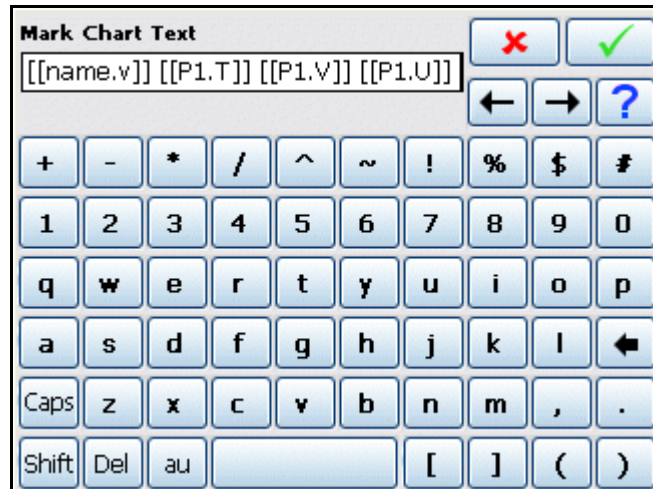 Mark Chart Text
[[name.v]] [[P1.T]] [[P1.V]] [[P1.U]]
?
+ - * / ^ ~ ! % $ #
1 2 3 4 5 6 7 8 9 0
q w e r t y u i o p
a s d f g h j k l
Caps z x c v b n m , .
Shift Del au [ ] ( )